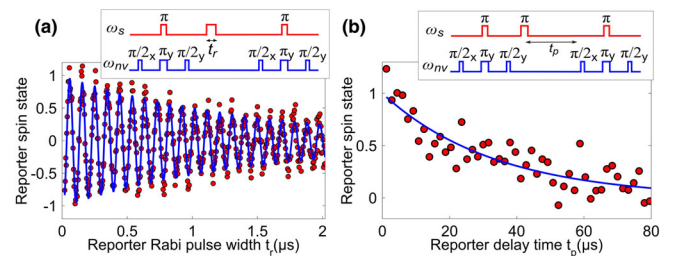 (a)
π
π
ωs
tr
π/2x πy π/2y
π/2x πy π/2y
ωnv
Reporter spin state
1
0.5
0
-0.5
-1
0
0.5
1
1.5
2
Reporter Rabi pulse width tr(μs)
(b)
π
π
π
ωs
tp
π/2x πy π/2y
π/2x πy π/2y
ωnv
Reporter spin state
1
0.5
0
0
20
40
60
80
Reporter delay time tp(μs)